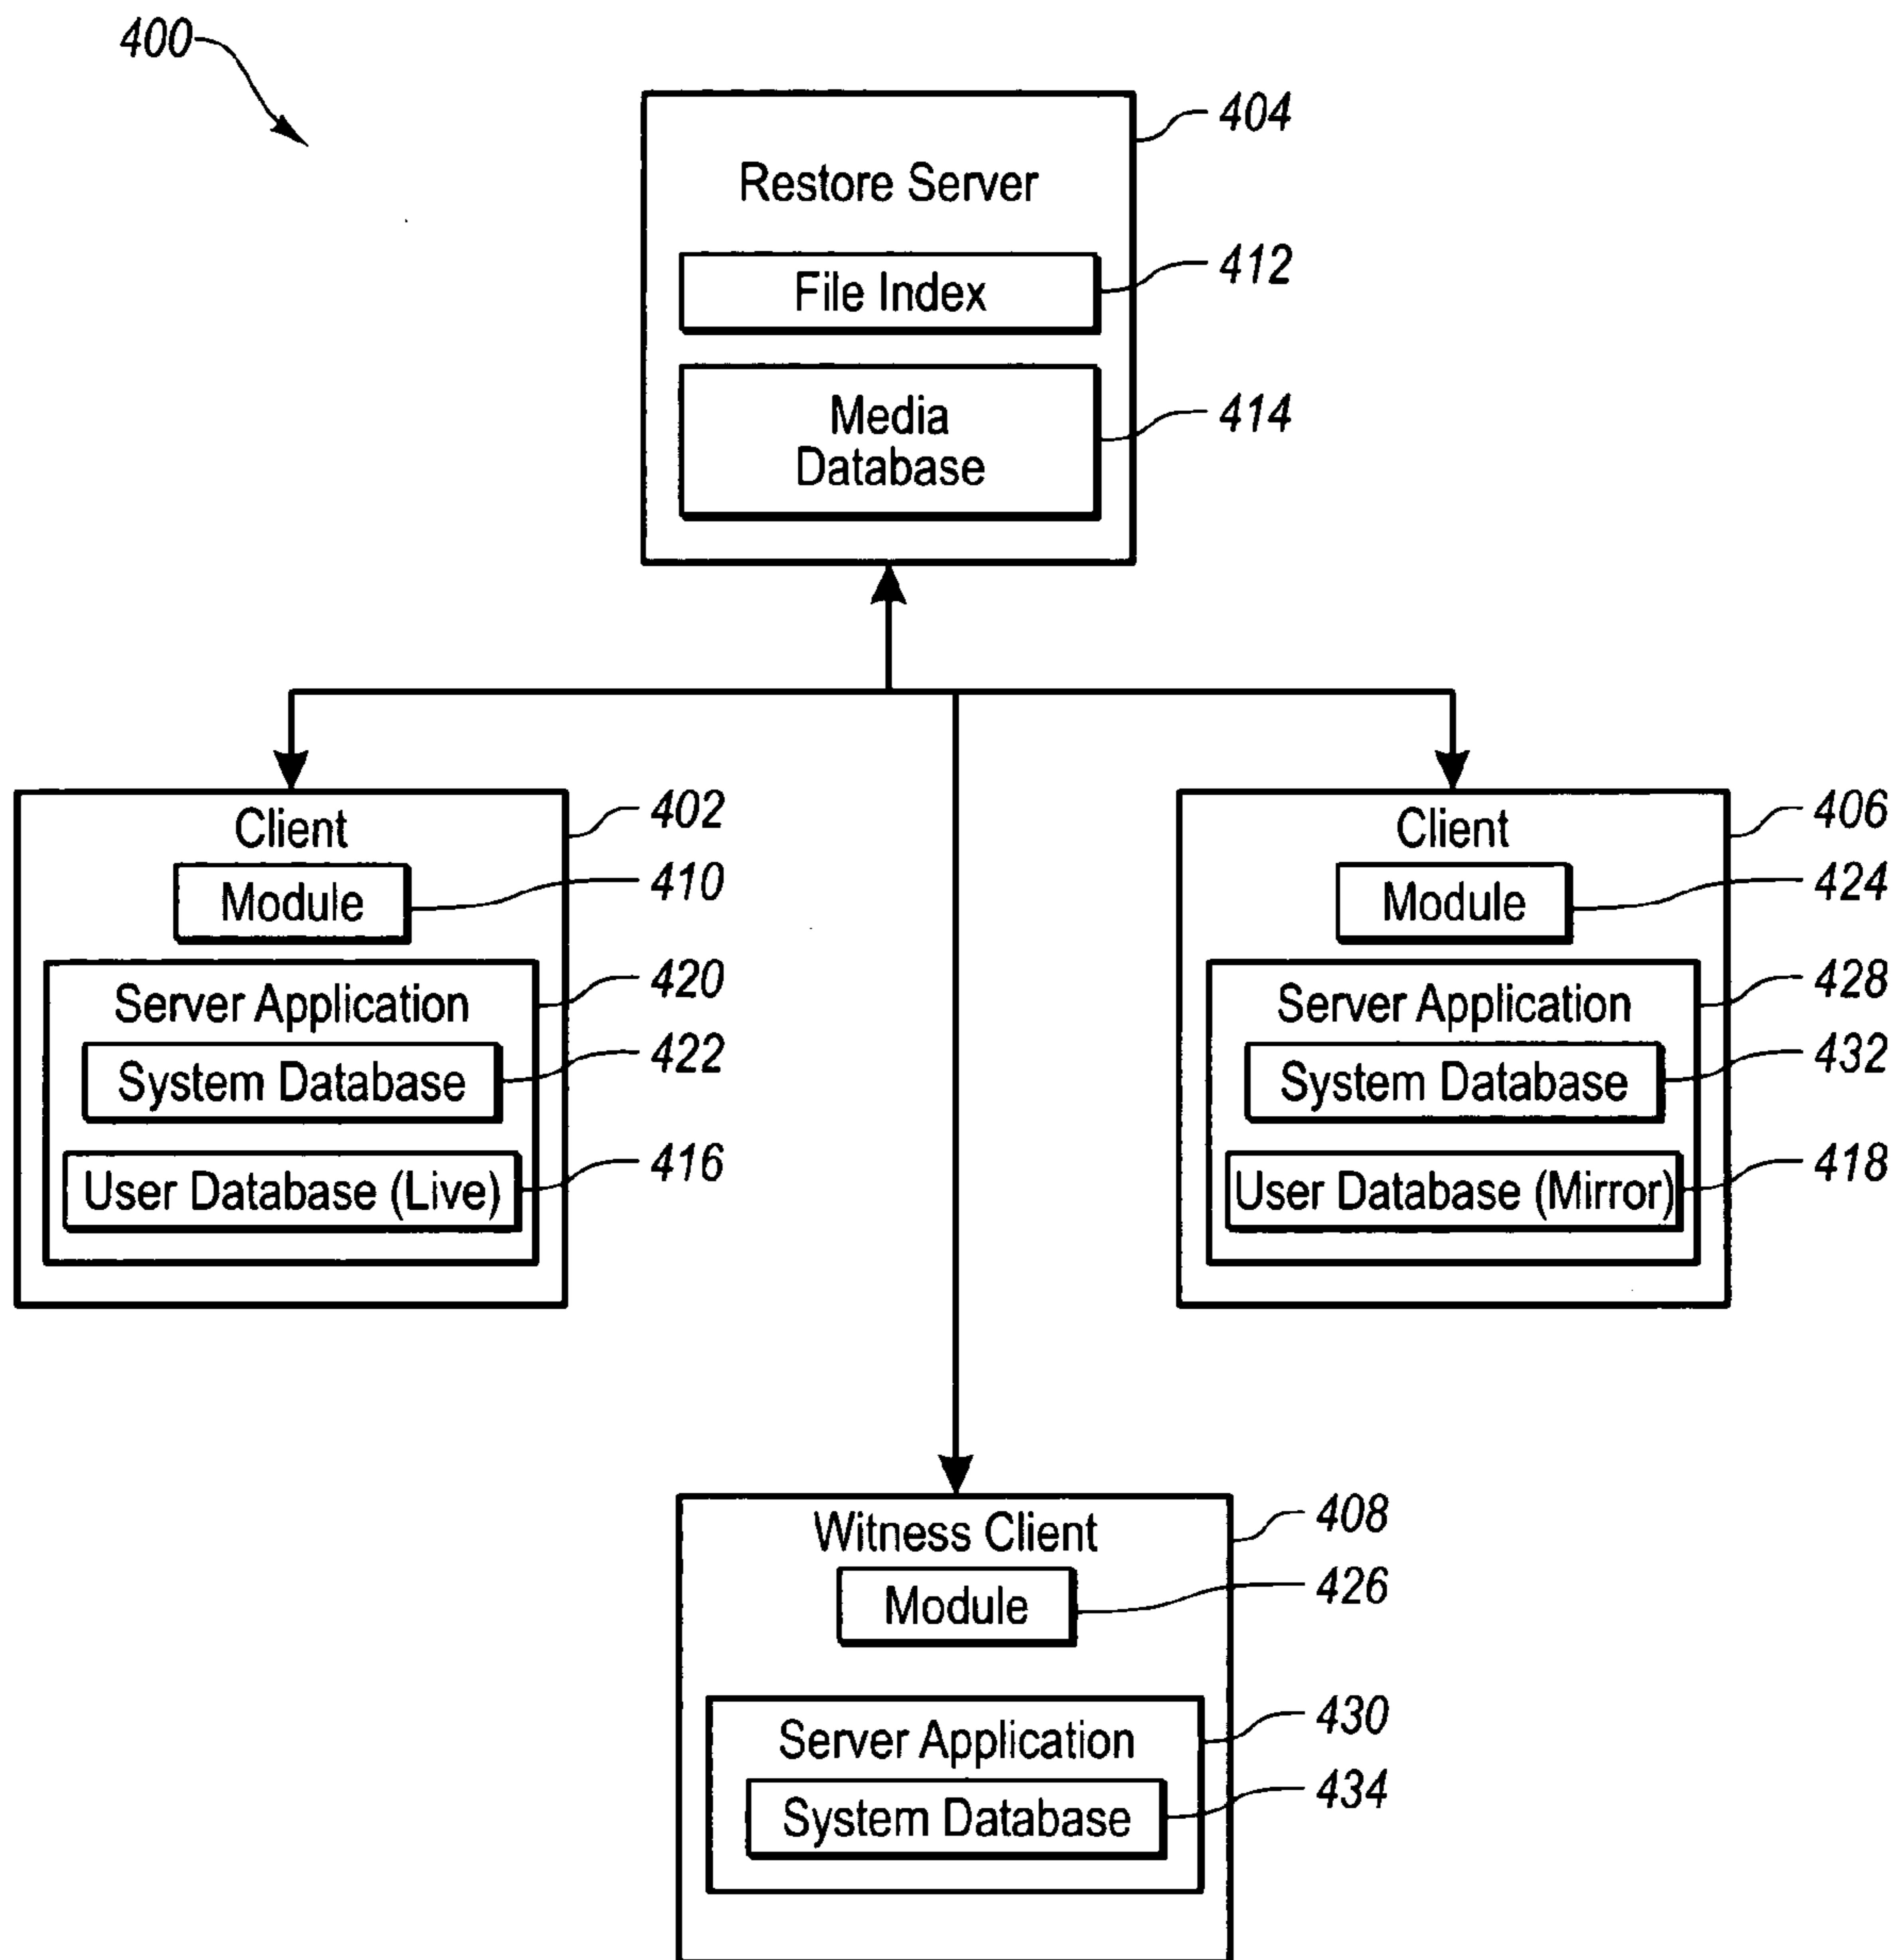 400
404
Restore Server
412
File Index
414
Media
Database
Client
402
Module
410
Server Application
420
System Database
422
User Database (Live)
416
Client
406
Module
424
Server Application
428
System Database
432
User Database (Mirror)
418
Witness Client
408
Module
426
Server Application
430
System Database
434